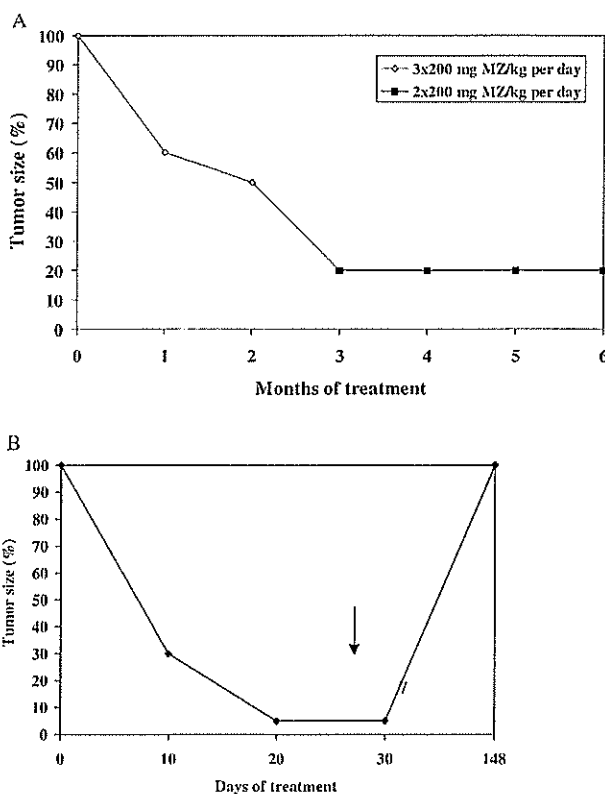 A
100
90
80
70
60
50
40
30
20
10
0
Tumor size (%)
3x200 mg MZ/kg per day
2x200 mg MZ/kg per day
0 1 2 3 4 5 6
Months of treatment
B
100
90
80
70
60
50
40
30
20
10
0
Tumor size (%)
0 10 20 30 148
Days of treatment